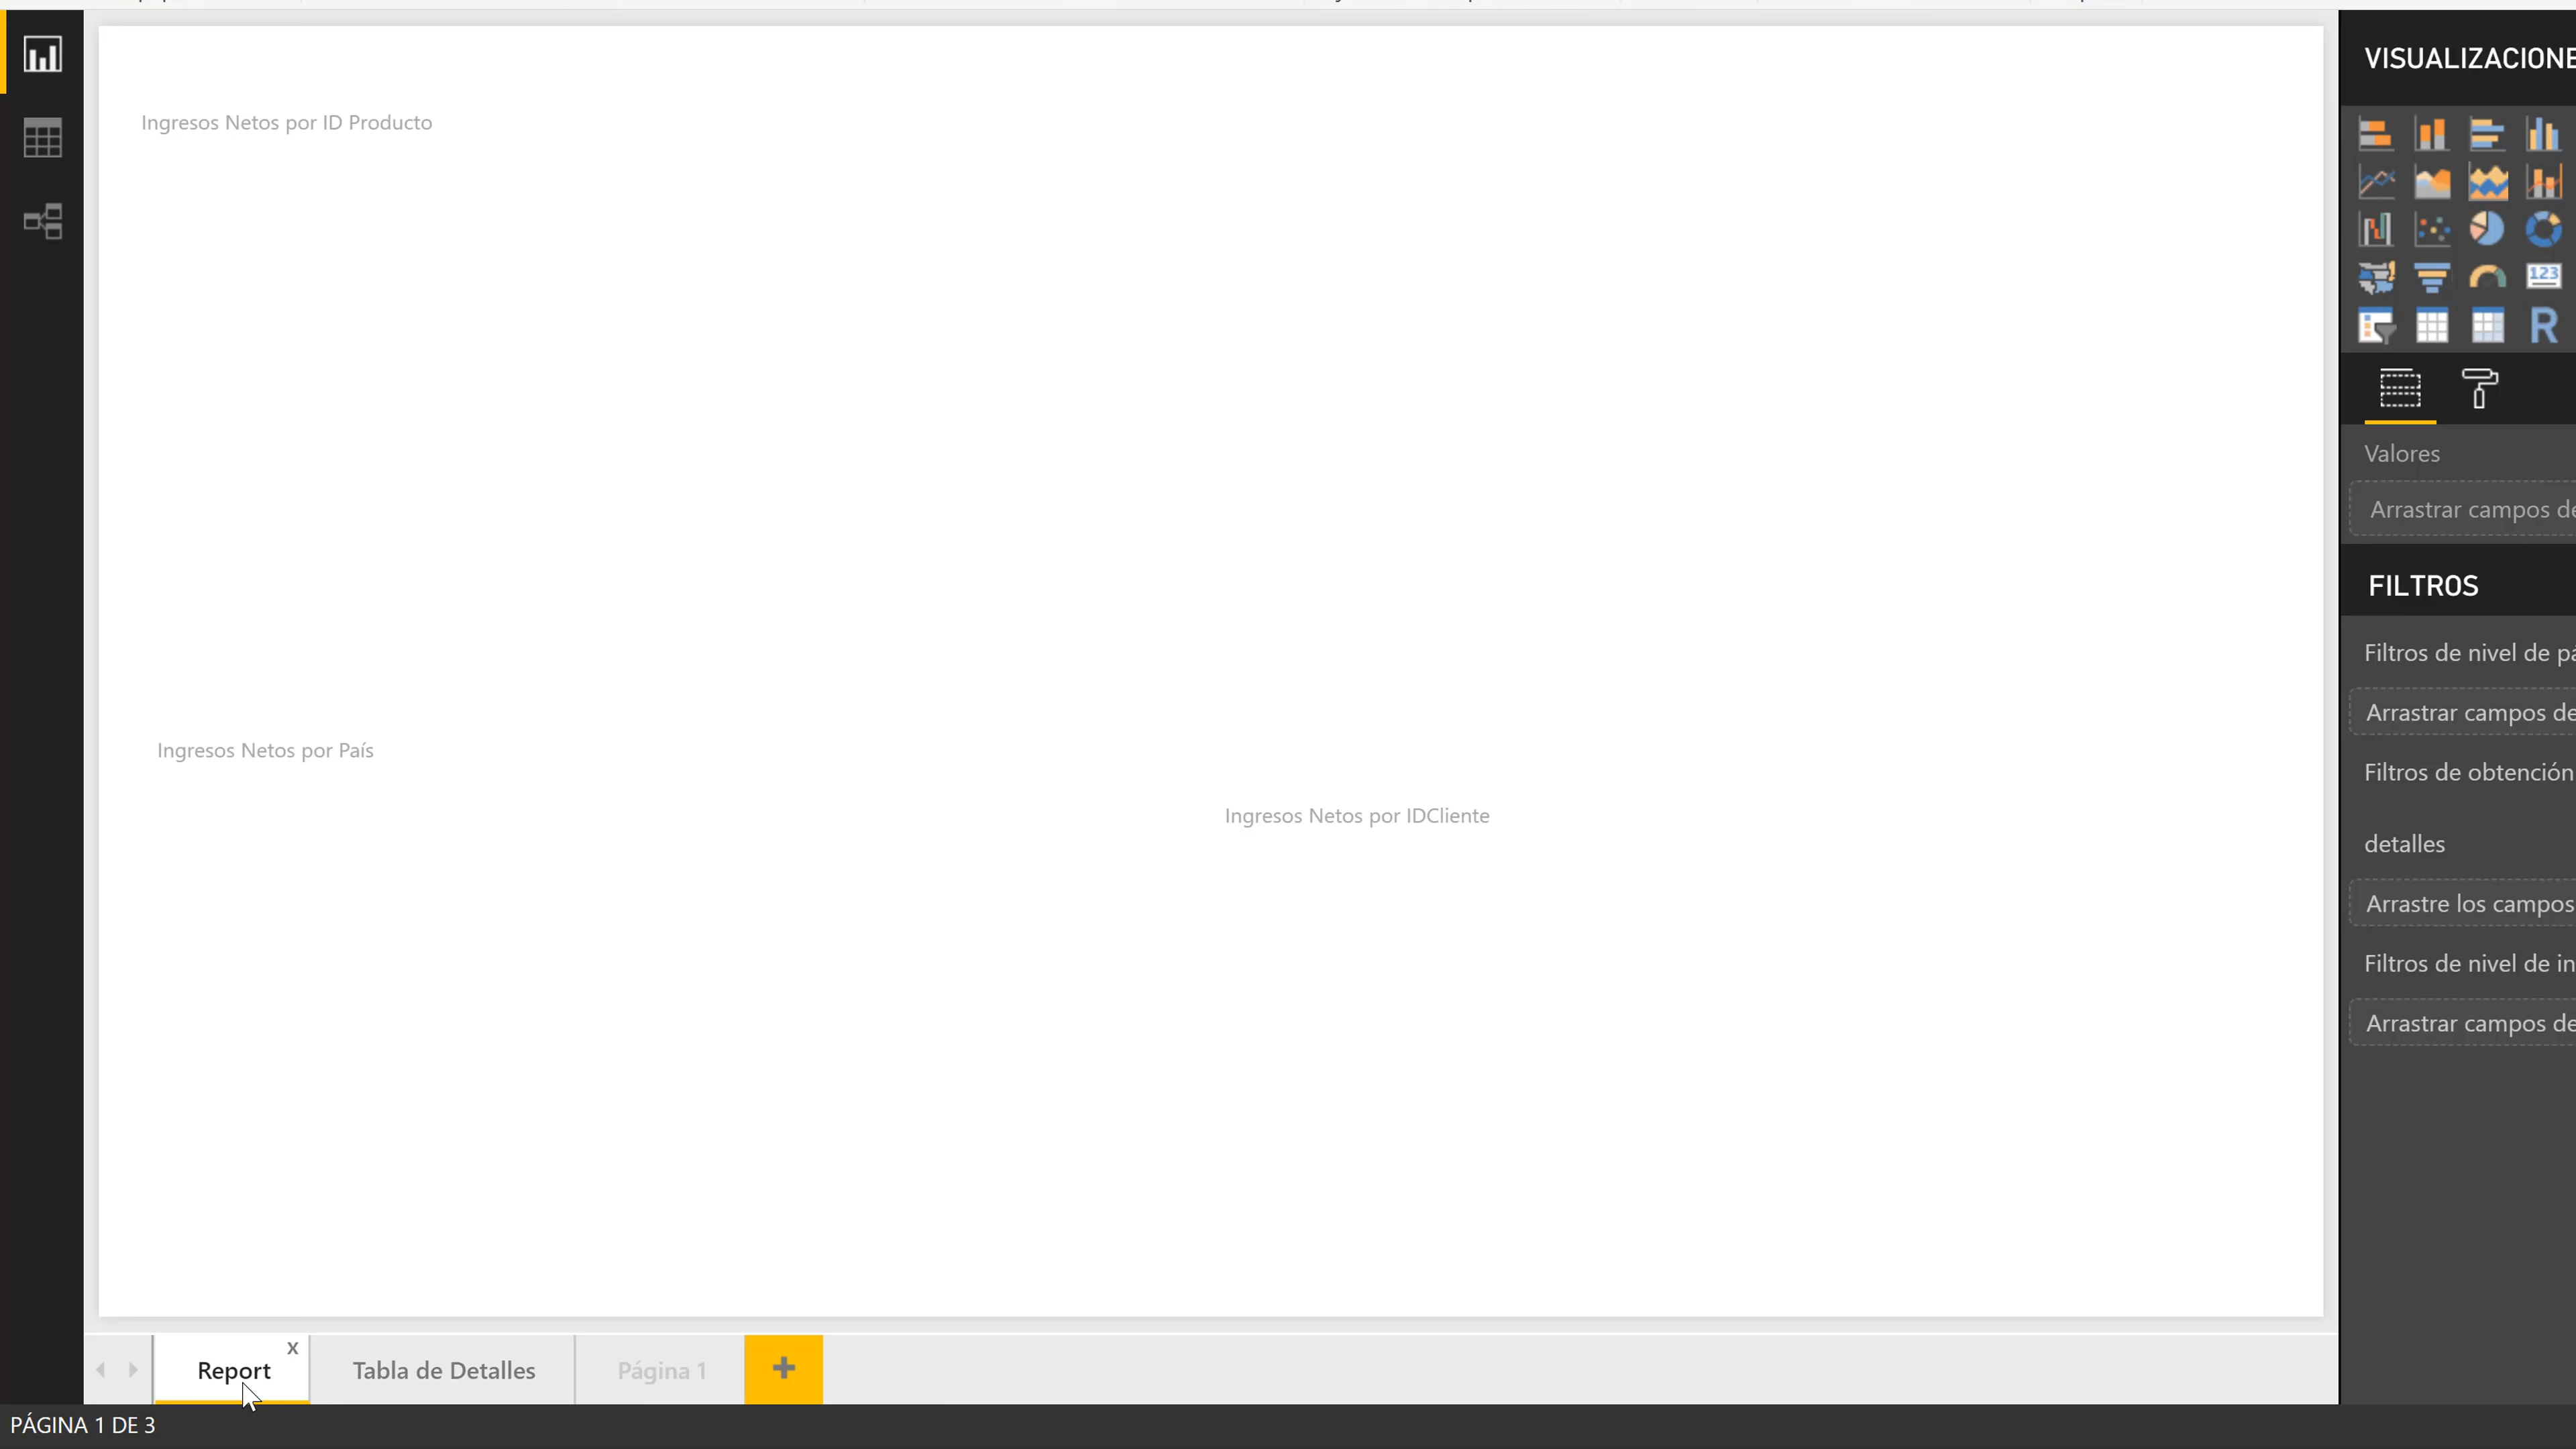 Ingresos Netos por ID Producto
Ingresos Netos por País
Ingresos Netos por IDCliente
VISUALIZACIONE
123
R
Valores
Arrastrar campos de
FILTROS
Filtros de nivel de pá
Arrastrar campos de
Filtros de obtención
detalles
Arrastre los campos
Filtros de nivel de in
Arrastrar campos de
Report
X
Tabla de Detalles
Página 1
PÁGINA 1 DE 3